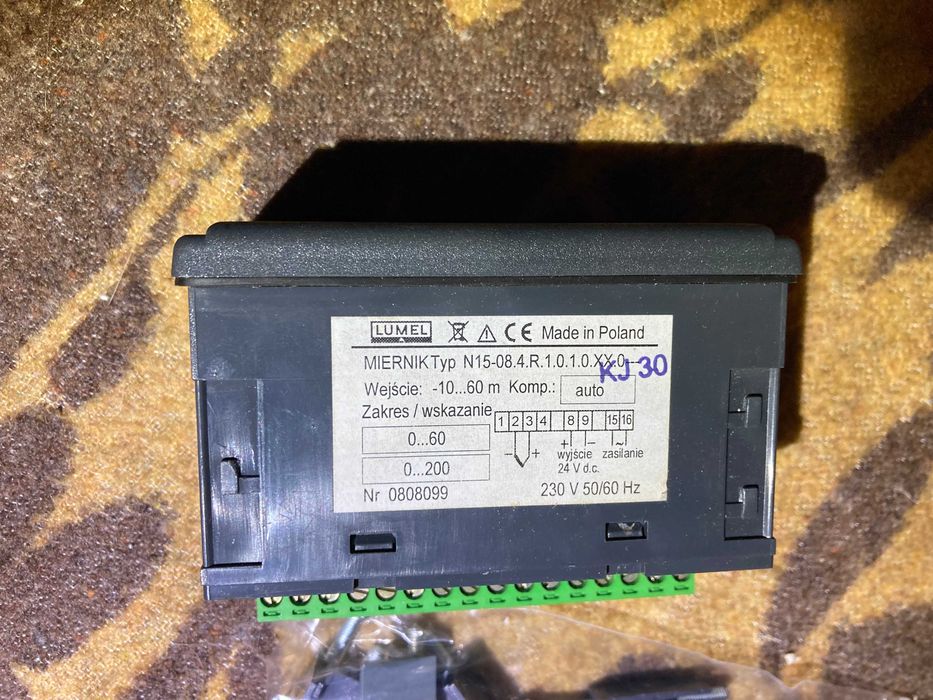 LUMEL CE Made in Poland
MIERNIK Typ N15-08.4.R.1.0.1.0.XX.0---
KJ 30
Wejście: -10...60 m Komp.: auto
Zakres / wskazanie
1 2 3 4 8 9 15 16
0...60
- + + - ~
wyjście zasilanie
24 V d.c.
0...200
Nr 0808099 230 V 50/60 Hz